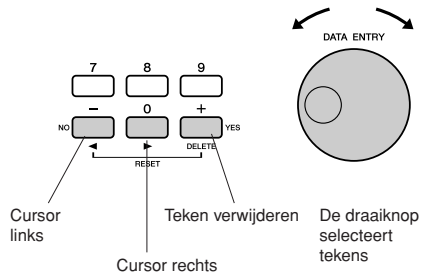 DATA ENTRY
7 8 9
− 0 +
NO YES
◄ ► DELETE
RESET
Cursor links
Teken verwijderen
De draaiknop selecteert tekens
Cursor rechts